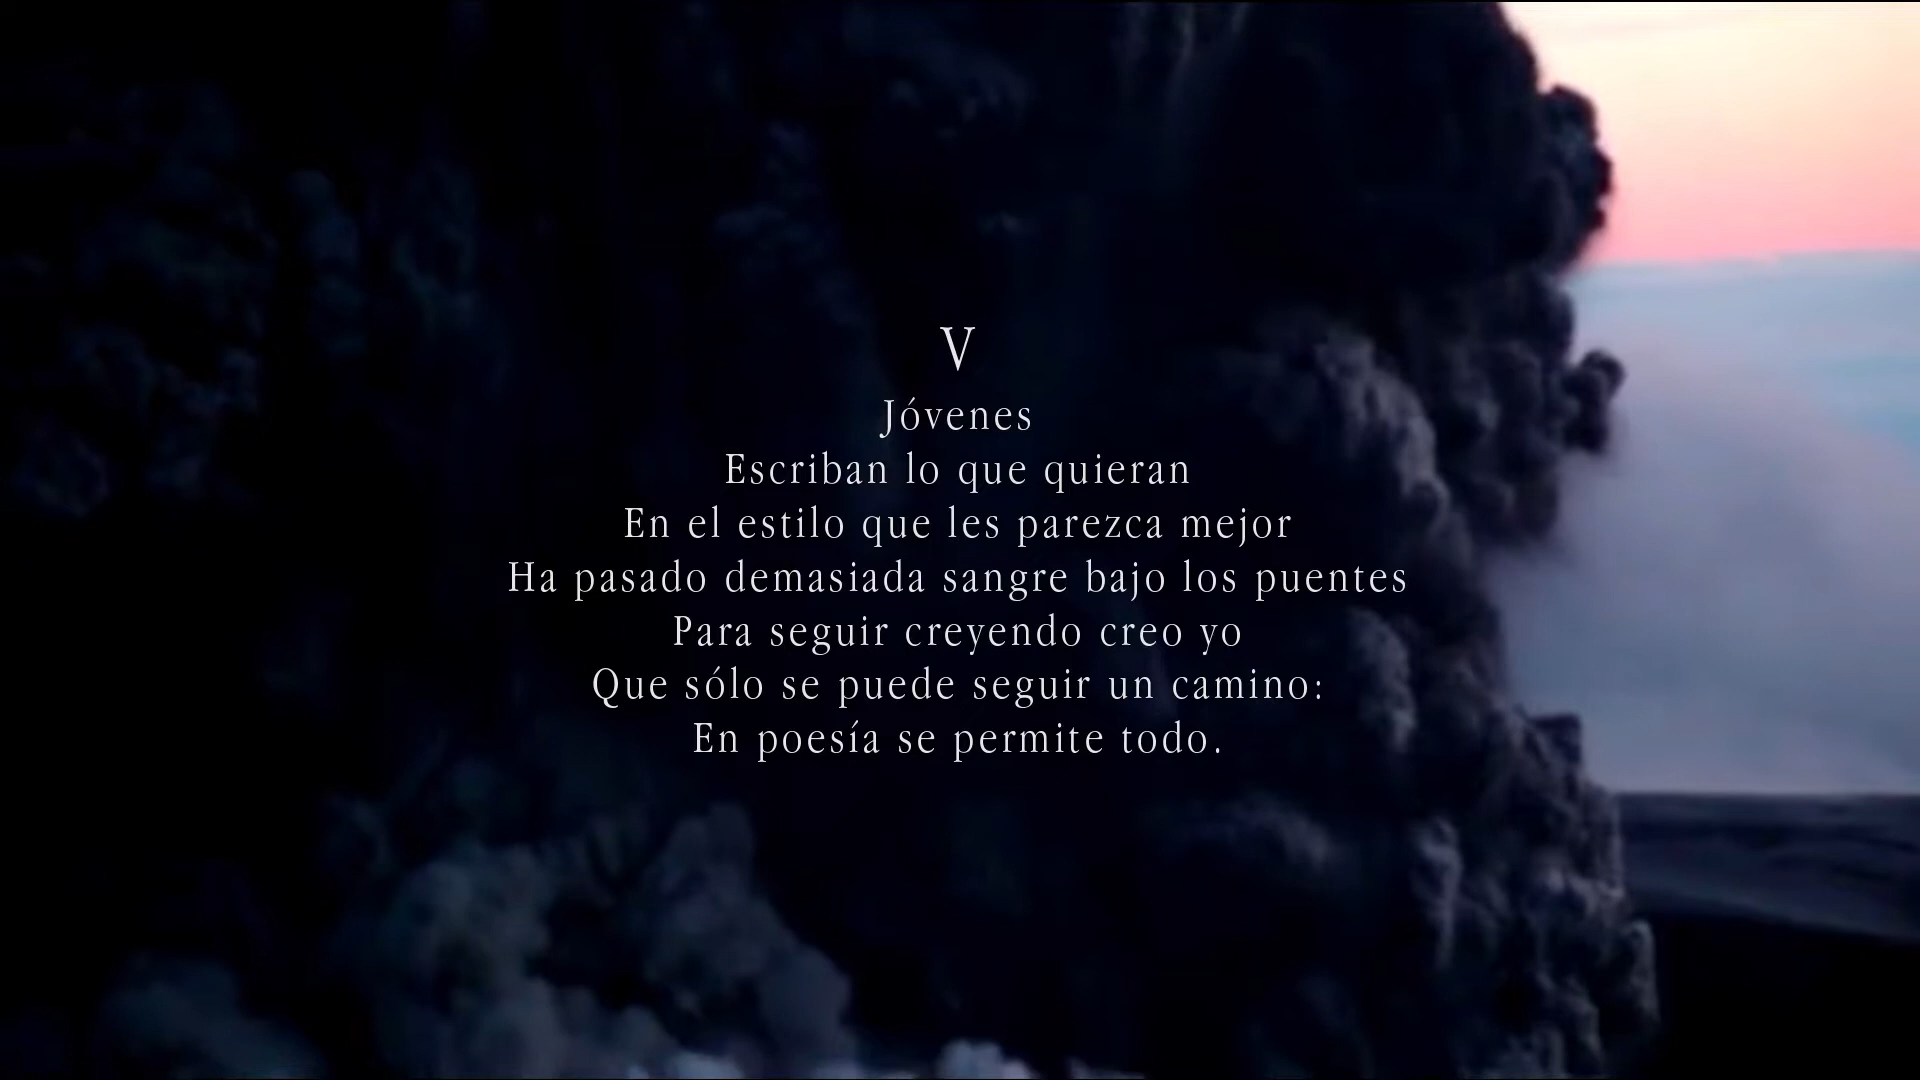 V
Jóvenes
Escriban lo que quieran
En el estilo que les parezca mejor
Ha pasado demasiada sangre bajo los puentes
Para seguir creyendo creo yo
Que sólo se puede seguir un camino:
En poesía se permite todo.